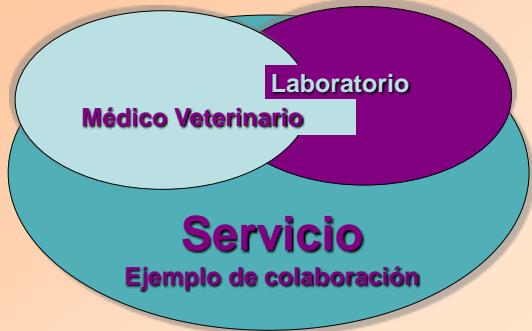 Laboratorio
Médico Veterinario
Servicio
Ejemplo de colaboración